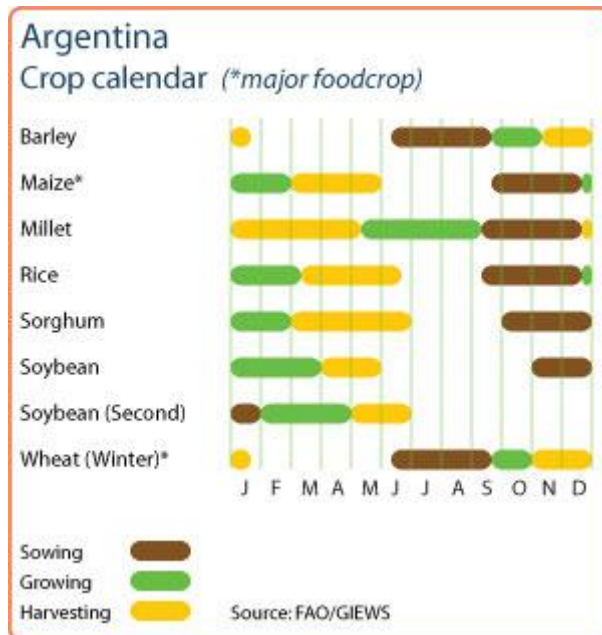 Argentina
Crop calendar (*major foodcrop)
Barley
Maize*
Millet
Rice
Sorghum
Soybean
Soybean (Second)
Wheat (Winter)*
J F M A M J J A S O N D
Sowing
Growing
Harvesting Source: FAO/GIEWS